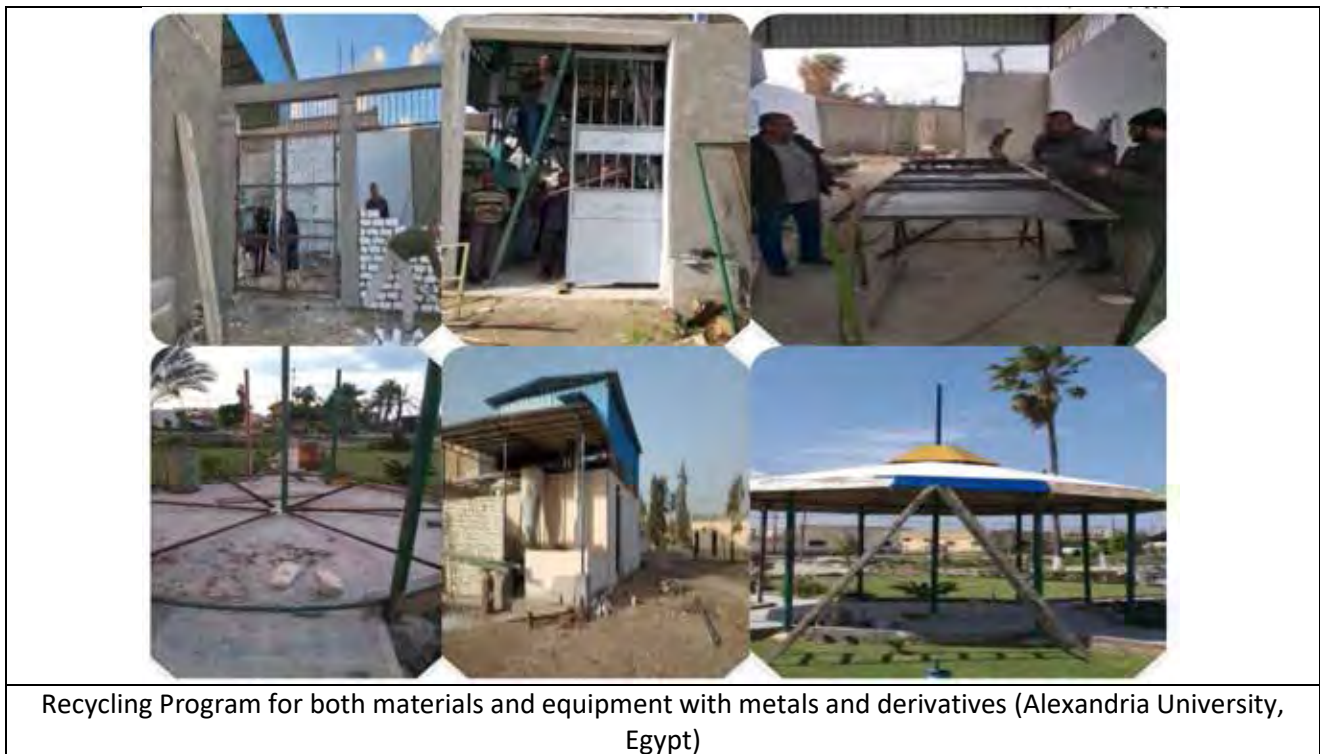 Recycling Program for both materials and equipment with metals and derivatives (Alexandria University,
Egypt)